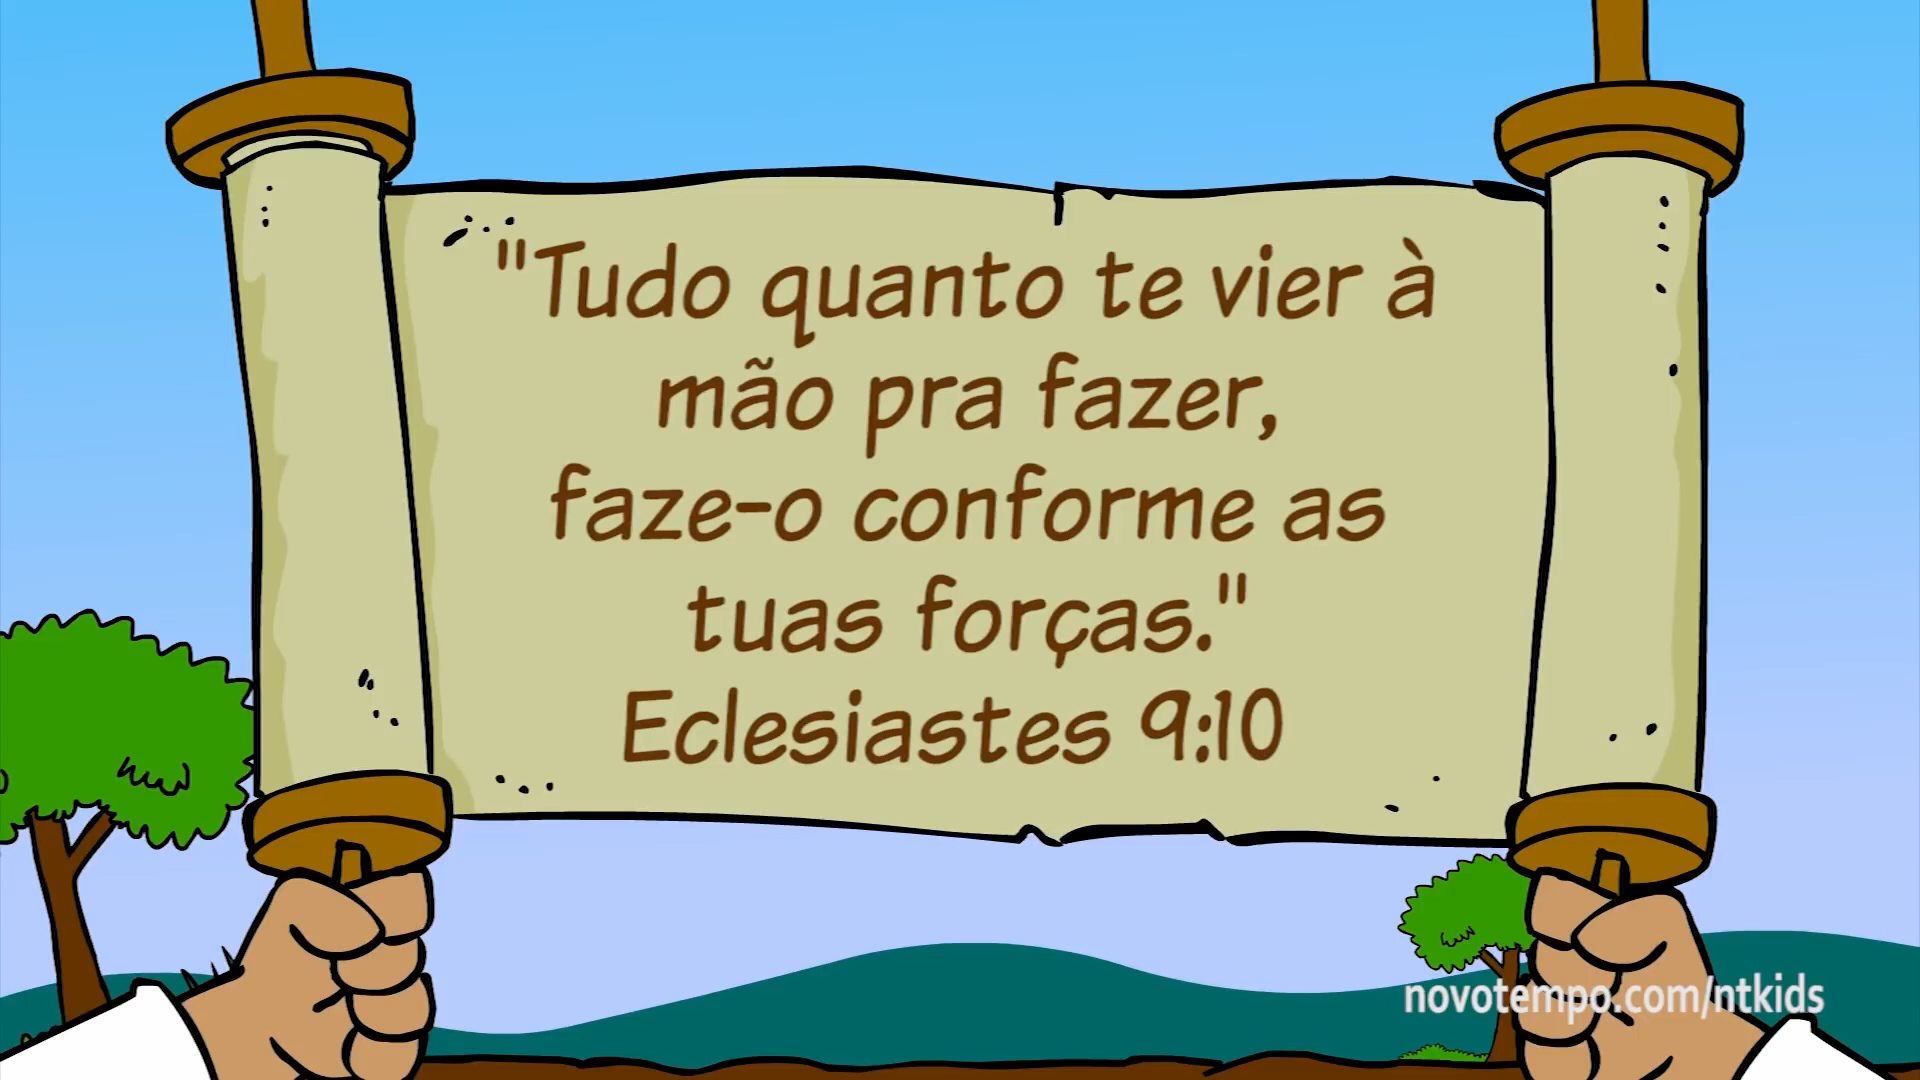 "Tudo quanto te vier à
mão pra fazer,
faze-o conforme as
tuas forças."
Eclesiastes 9:10
novotempo.com/ntkids